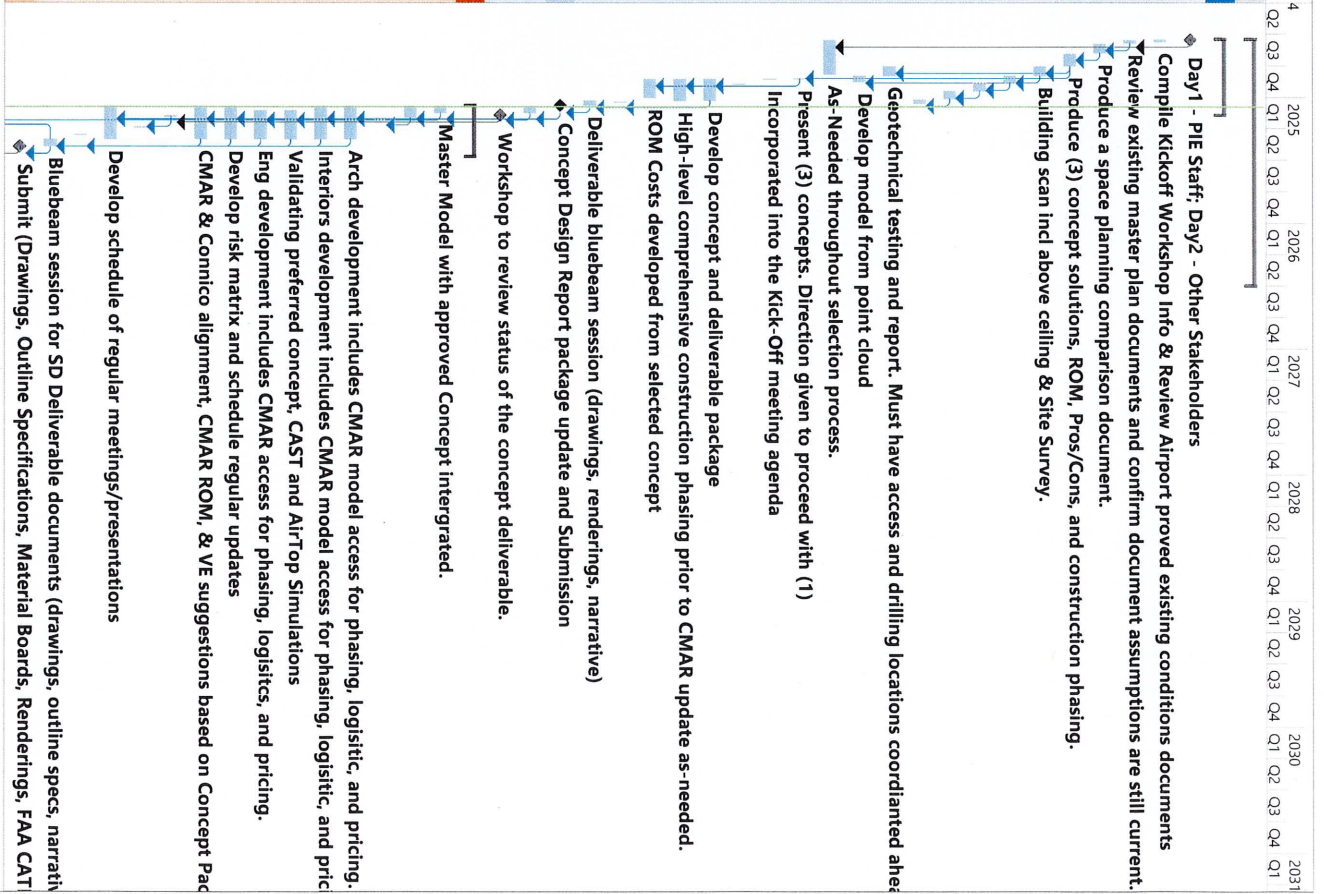 4 2025 2026 2027 2028 2029 2030 2031
Q2 Q3 Q4 Q1 Q2 Q3 Q4 Q1 Q2 Q3 Q4 Q1 Q2 Q3 Q4 Q1 Q2 Q3 Q4 Q1 Q2 Q3 Q4 Q1 Q2 Q3 Q4 Q1
Day1 - PIE Staff; Day2 - Other Stakeholders
Compile Kickoff Workshop Info & Review Airport proved existing conditions documents
Review existing master plan documents and confirm document assumptions are still current.
Produce a space planning comparison document.
Produce (3) concept solutions, ROM, Pros/Cons, and construction phasing.
Building scan incl above ceiling & Site Survey.
Geotechnical testing and report. Must have access and drilling locations coordianted ahea
Develop model from point cloud
As-Needed throughout selection process.
Present (3) concepts. Direction given to proceed with (1)
Incorporated into the Kick-Off meeting agenda
Develop concept and deliverable package
High-level comprehensive construction phasing prior to CMAR update as-needed.
ROM Costs developed from selected concept
Deliverable bluebeam session (drawings, renderings, narrative)
Concept Design Report package update and Submission
Workshop to review status of the concept deliverable.
Master Model with approved Concept intergrated.
Arch development includes CMAR model access for phasing, logisitic, and pricing.
Interiors development includes CMAR model access for phasing, logisitic, and pric
Validating preferred concept, CAST and AirTop Simulations
Eng development includes CMAR access for phasing, logisitcs, and pricing.
Develop risk matrix and schedule regular updates
CMAR & Connico alignment, CMAR ROM, & VE suggestions based on Concept Pac
Develop schedule of regular meetings/presentations
Bluebeam session for SD Deliverable documents (drawings, outline specs, narrativ
Submit (Drawings, Outline Specifications, Material Boards, Renderings, FAA CATI